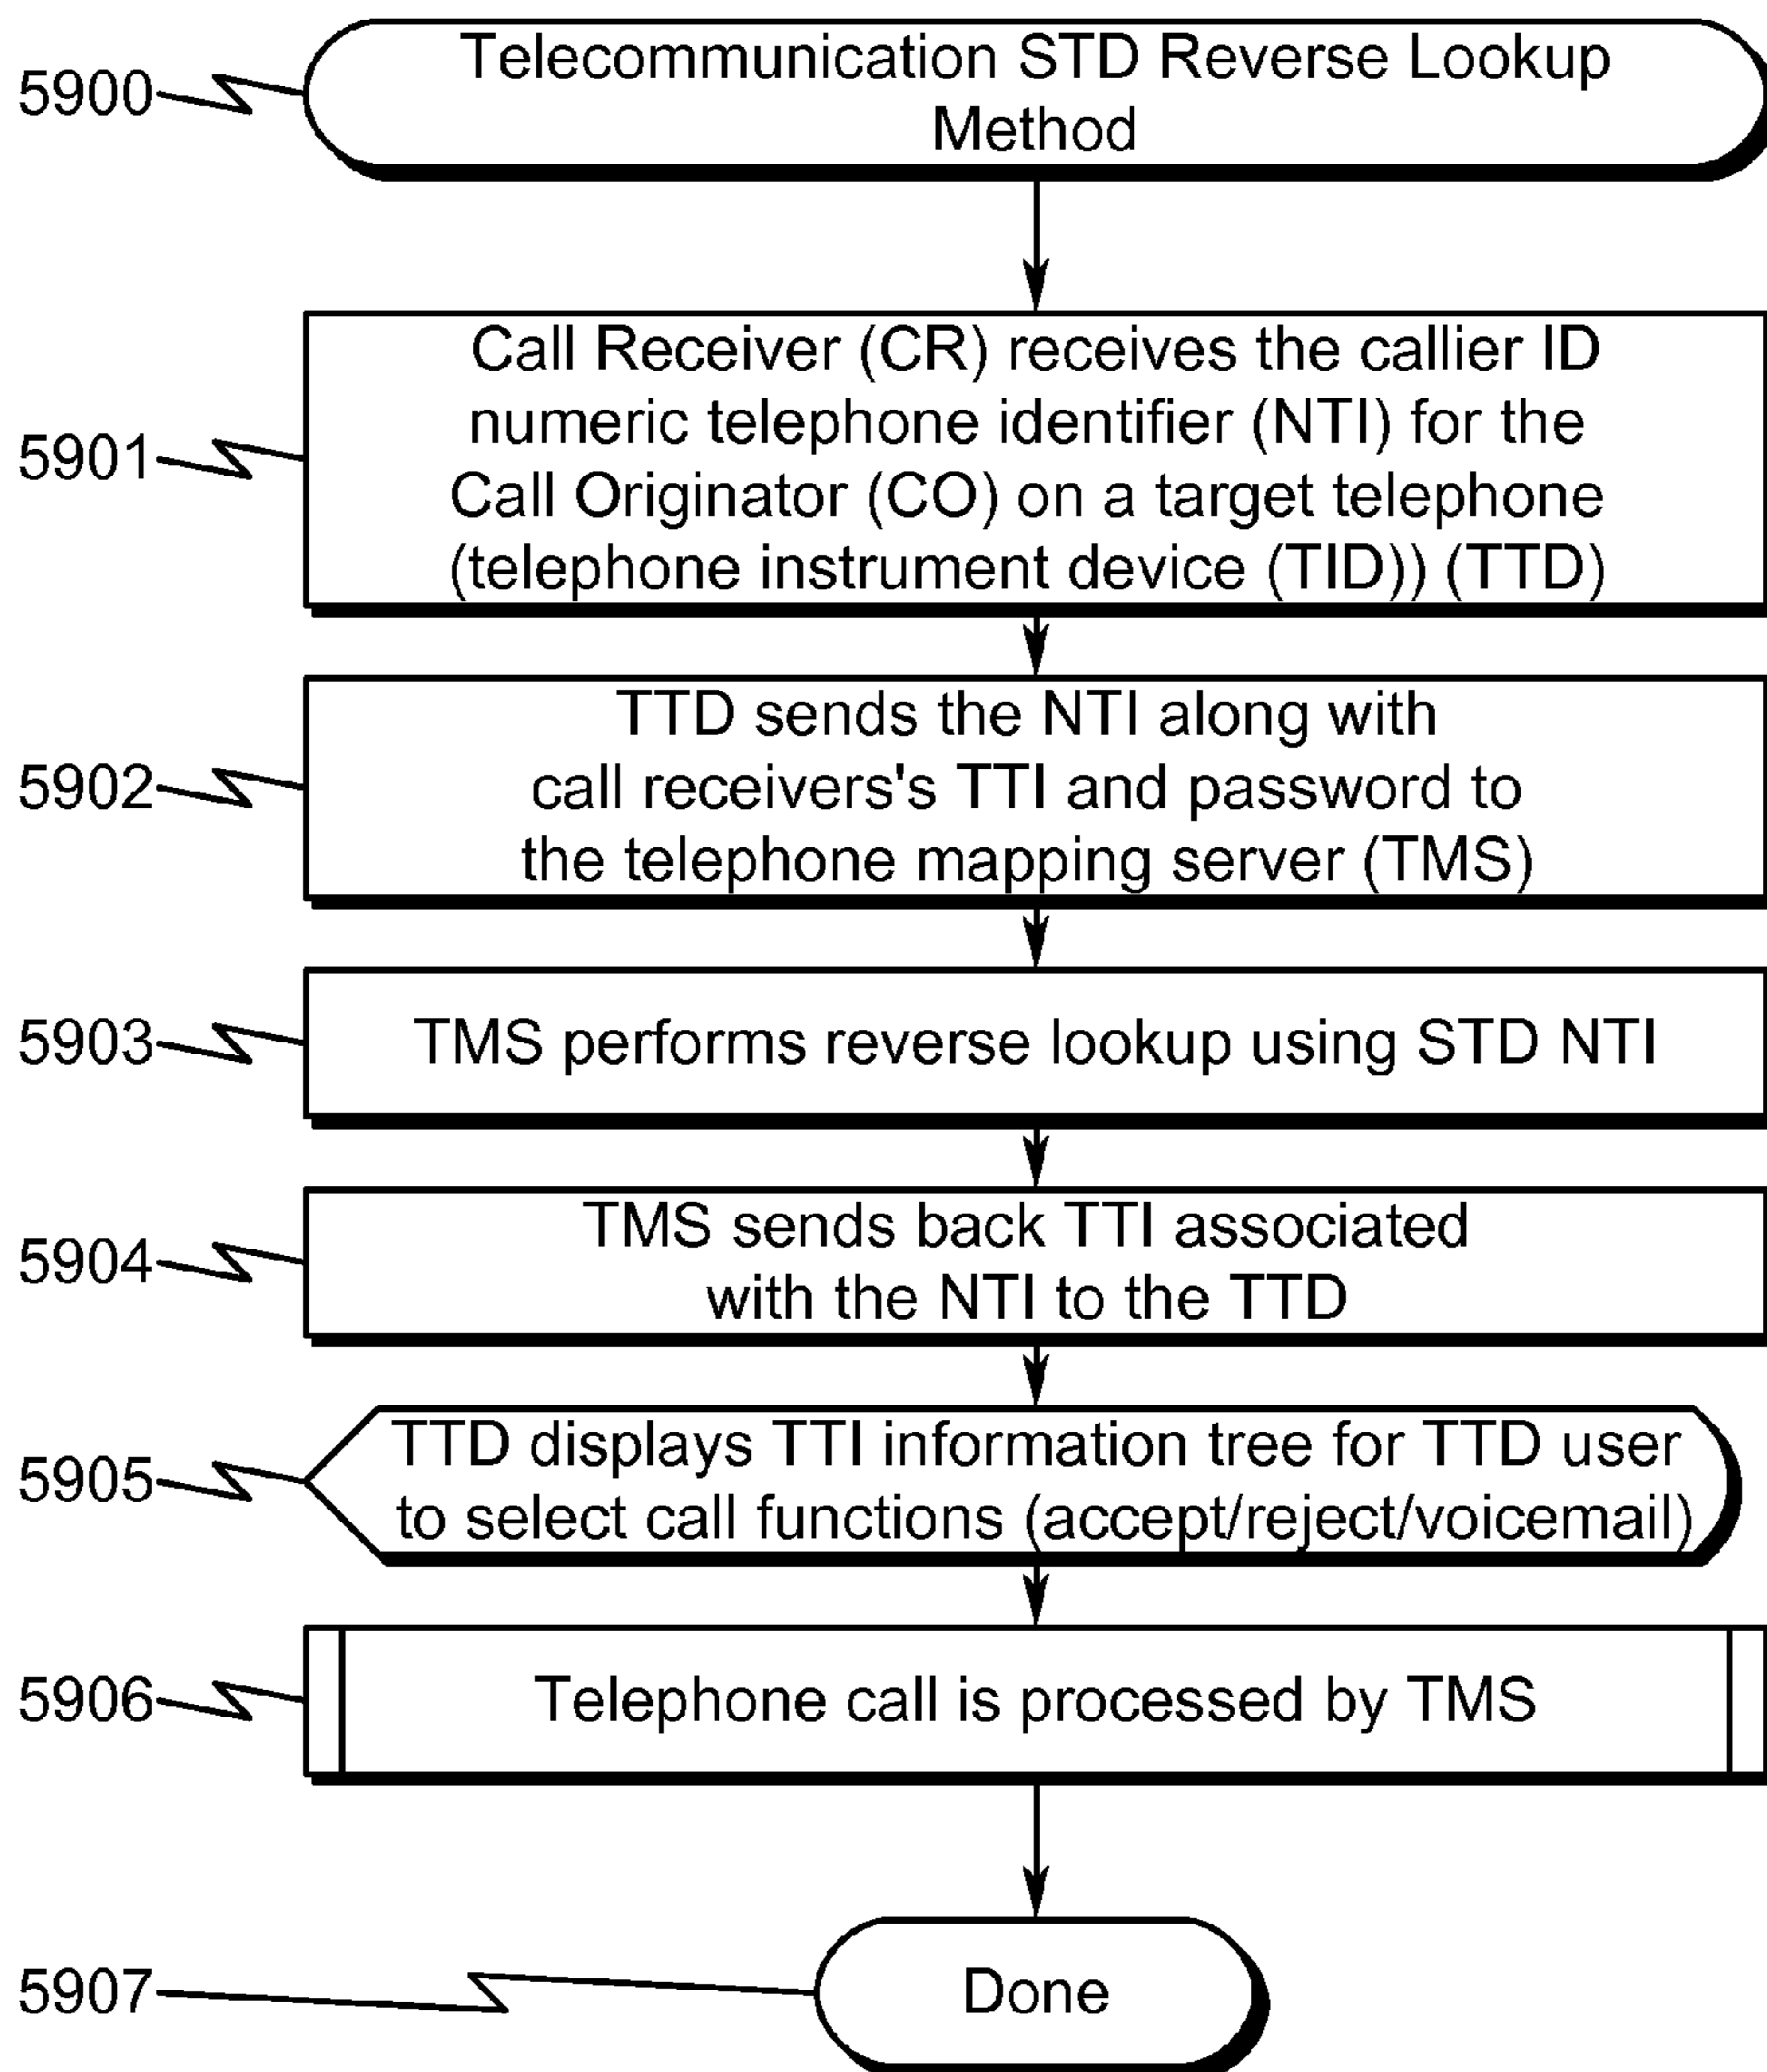 5900
Telecommunication STD Reverse Lookup
Method
5901
Call Receiver (CR) receives the callier ID
numeric telephone identifier (NTI) for the
Call Originator (CO) on a target telephone
(telephone instrument device (TID)) (TTD)
5902
TTD sends the NTI along with
call receivers's TTI and password to
the telephone mapping server (TMS)
5903
TMS performs reverse lookup using STD NTI
5904
TMS sends back TTI associated
with the NTI to the TTD
5905
TTD displays TTI information tree for TTD user
to select call functions (accept/reject/voicemail)
5906
Telephone call is processed by TMS
5907
Done